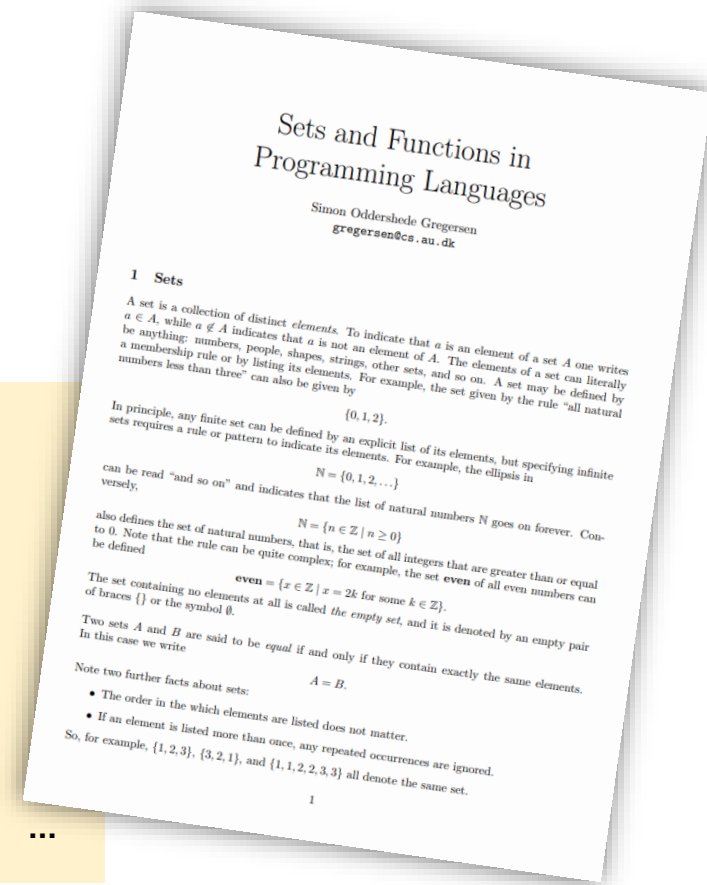 Sets and Functions in
Programming Languages
Simon Oddershede Gregersen
gregersen@cs.au.dk
1 Sets
A set is a collection of distinct elements. To indicate that a is an element of a set A one writes
a ∈ A, while a ∉ A indicates that a is not an element of A. The elements of a set can literally
be anything: numbers, people, shapes, strings, other sets, and so on. A set may be defined by
a membership rule or by listing its elements. For example, the set given by the rule “all natural
numbers less than three” can also be given by
{0, 1, 2}.
In principle, any finite set can be defined by an explicit list of its elements, but specifying infinite
sets requires a rule or pattern to indicate its elements. For example, the ellipsis in
ℕ = {0, 1, 2, . . .}
can be read “and so on” and indicates that the list of natural numbers ℕ goes on forever. Con-
versely,
ℕ = {n ∈ ℤ | n ≥ 0}
also defines the set of natural numbers, that is, the set of all integers that are greater than or equal
to 0. Note that the rule can be quite complex; for example, the set even of all even numbers can
be defined
even = {x ∈ ℤ | x = 2k for some k ∈ ℤ}.
The set containing no elements at all is called the empty set, and it is denoted by an empty pair
of braces {} or the symbol ∅.
Two sets A and B are said to be equal if and only if they contain exactly the same elements.
In this case we write
A = B.
Note two further facts about sets:
• The order in the which elements are listed does not matter.
• If an element is listed more than once, any repeated occurrences are ignored.
So, for example, {1, 2, 3}, {3, 2, 1}, and {1, 1, 2, 2, 3, 3} all denote the same set.
1
...